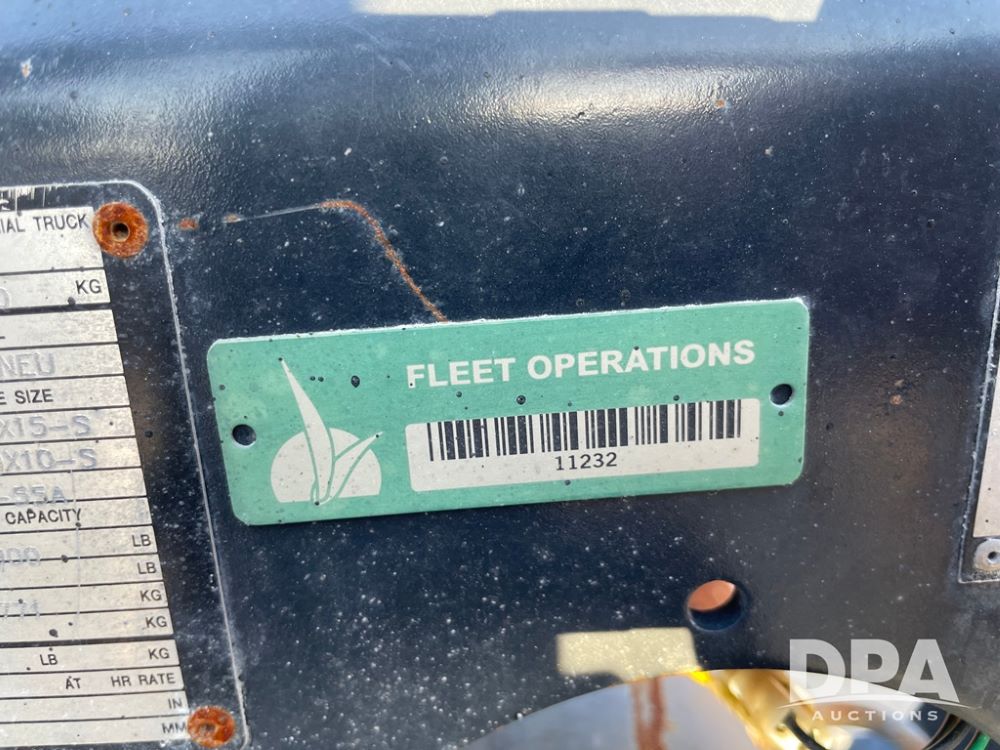 IAL TRUCK
KG
NEU
E SIZE
X15-S
X10-S
-55A
CAPACITY
LB
LB
KG
KG
LB KG
AT HR RATE
IN
MM
FLEET OPERATIONS
11232
DPA
AUCTIONS